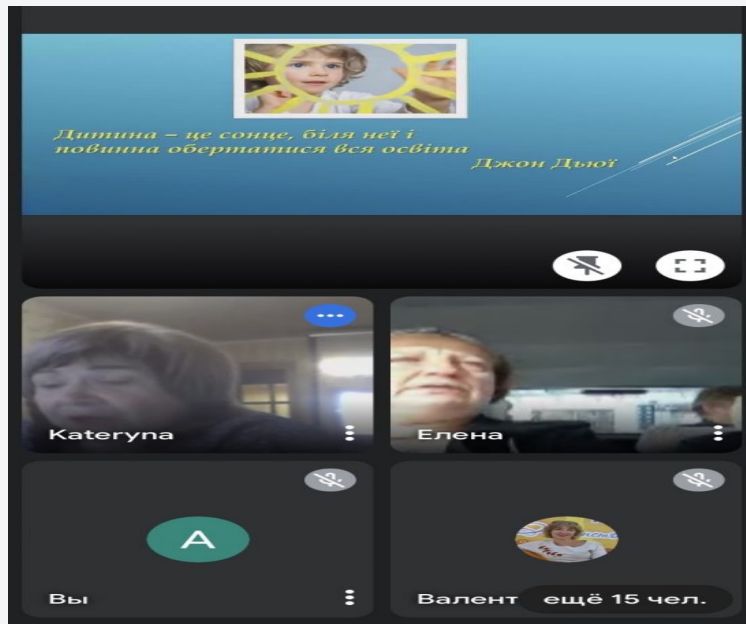 Дитина – це сонце, біля неї і
повинна обертатися вся освіта
Джон Дьюї
Kateryna
Елена
A
Вы
Валент
ещё 15 чел.